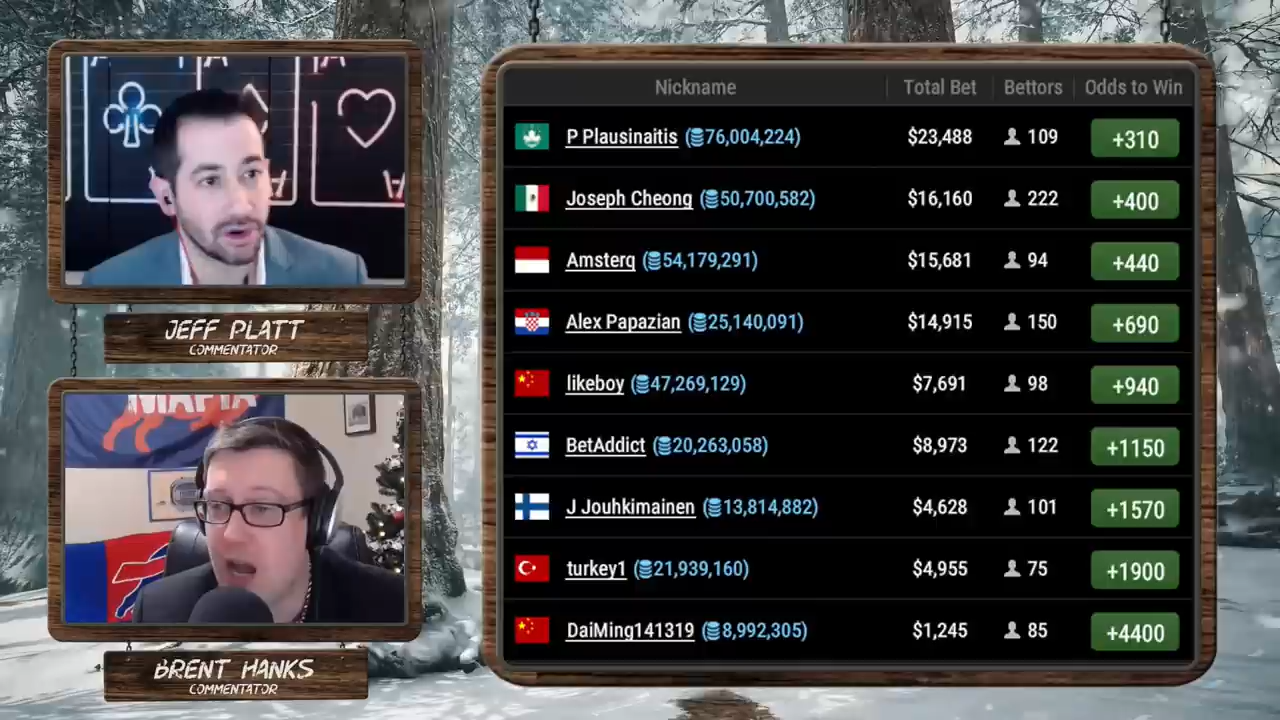 MAFIA
JEFF PLATT
COMMENTATOR
BRENT HANKS
COMMENTATOR
Nickname Total Bet Bettors Odds to Win
P Plausinaitis (76,004,224) $23,488 109 +310
Joseph Cheong (50,700,582) $16,160 222 +400
Amsterq (54,179,291) $15,681 94 +440
Alex Papazian (25,140,091) $14,915 150 +690
likeboy (47,269,129) $7,691 98 +940
BetAddict (20,263,058) $8,973 122 +1150
J Jouhkimainen (13,814,882) $4,628 101 +1570
turkey1 (21,939,160) $4,955 75 +1900
DaiMing141319 (8,992,305) $1,245 85 +4400